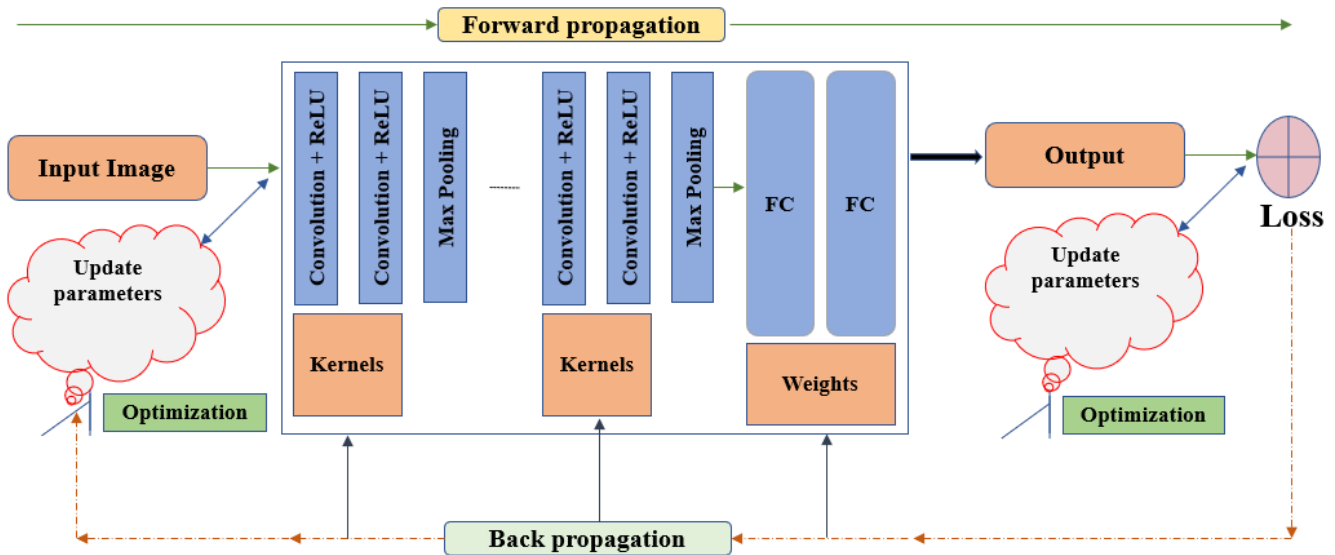 Forward propagation
Input Image
Convolution + ReLU
Convolution + ReLU
Max Pooling
Convolution + ReLU
Convolution + ReLU
Max Pooling
FC
FC
Output
Loss
Update
parameters
Update
parameters
Kernels
Kernels
Weights
Optimization
Optimization
Back propagation